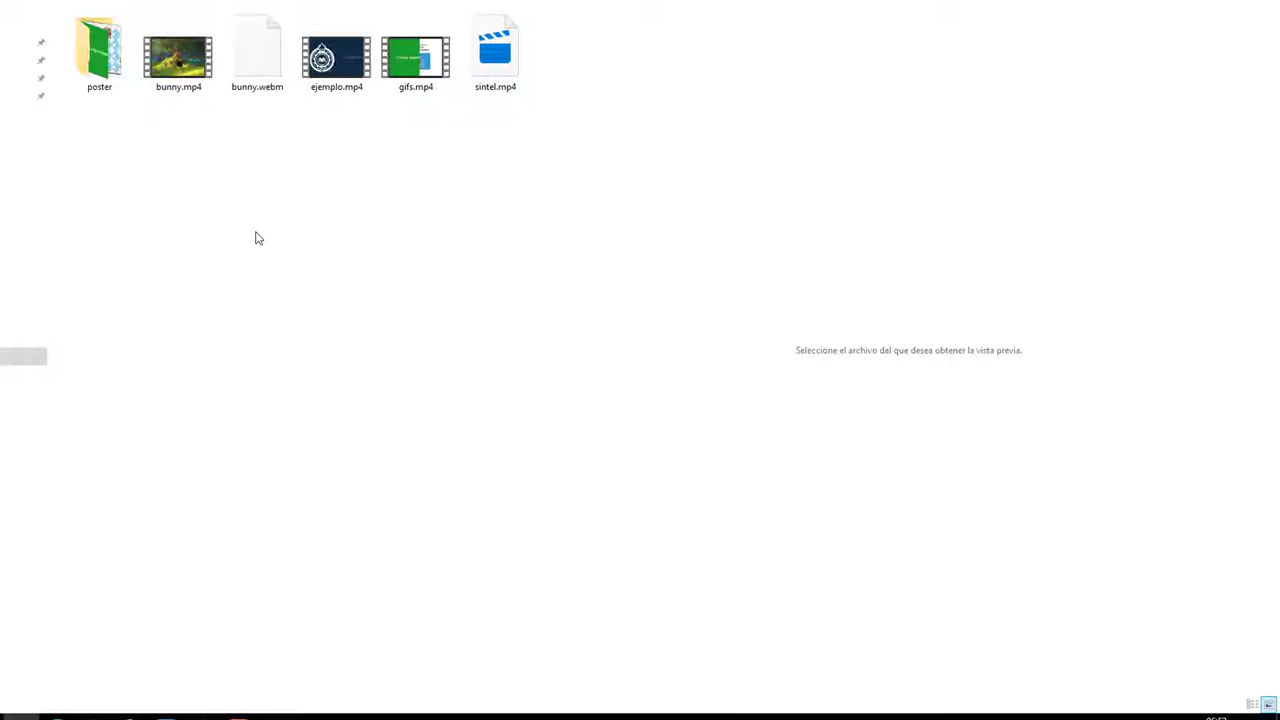 poster
bunny.mp4
bunny.webm
ejemplo.mp4
gifs.mp4
sintel.mp4
Seleccione el archivo del que desea obtener la vista previa.